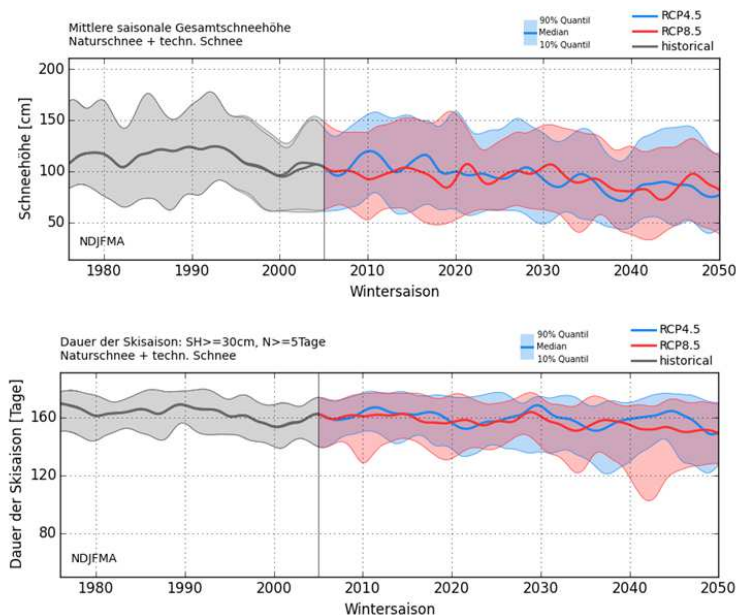 Mittlere saisonale Gesamtschneehöhe
Naturschnee + techn. Schnee
90% Quantil
Median
10% Quantil
RCP4.5
RCP8.5
historical
200
150
100
50
Schneehöhe [cm]
NDJFMA
1980
1990
2000
2010
2020
2030
2040
2050
Wintersaison
Dauer der Skisaison: SH>=30cm, N>=5Tage
Naturschnee + techn. Schnee
90% Quantil
Median
10% Quantil
RCP4.5
RCP8.5
historical
160
120
80
Dauer der Skisaison [Tage]
NDJFMA
1980
1990
2000
2010
2020
2030
2040
2050
Wintersaison